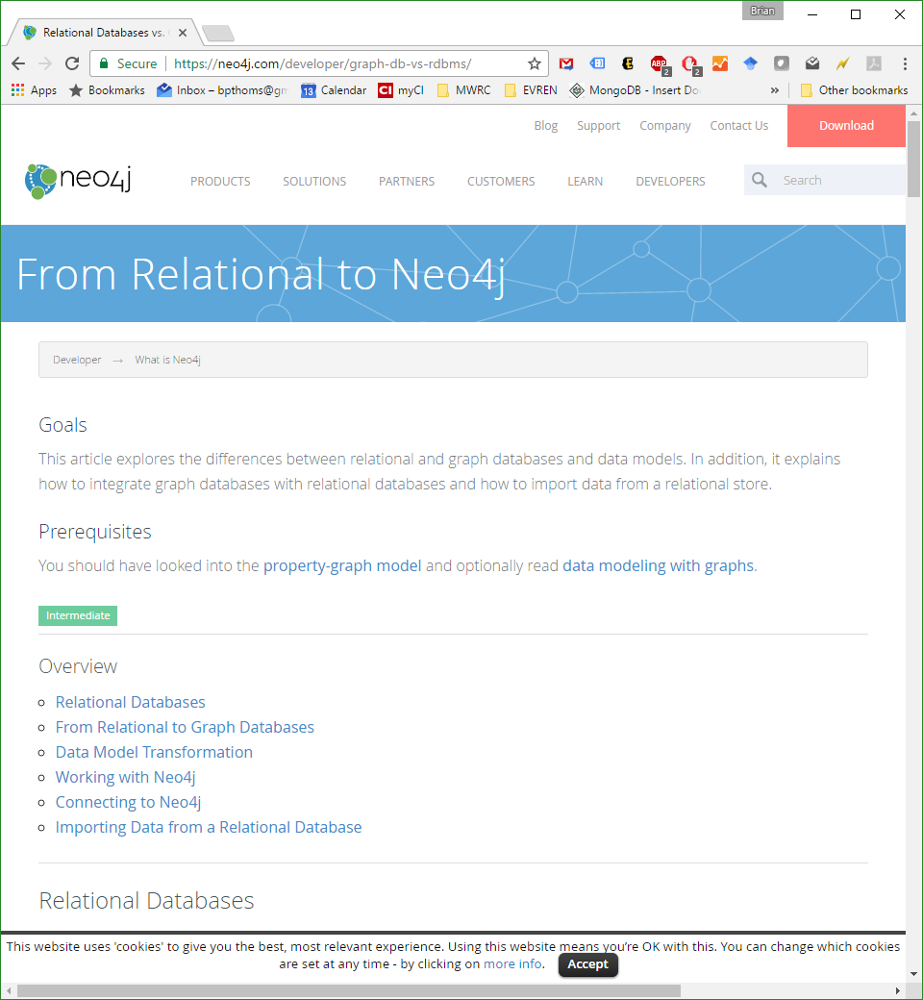 Brian
Relational Databases vs.
Secure https://neo4j.com/developer/graph-db-vs-rdbms/
ABP 2 2
Apps Bookmarks Inbox – bpthoms@gm 13 Calendar CI myCI MWRC EVREN MongoDB - Insert Do » Other bookmarks
Blog Support Company Contact Us Download
neo4j PRODUCTS SOLUTIONS PARTNERS CUSTOMERS LEARN DEVELOPERS Search
From Relational to Neo4j
Developer → What is Neo4j
Goals
This article explores the differences between relational and graph databases and data models. In addition, it explains
how to integrate graph databases with relational databases and how to import data from a relational store.
Prerequisites
You should have looked into the property-graph model and optionally read data modeling with graphs.
Intermediate
Overview
Relational Databases
From Relational to Graph Databases
Data Model Transformation
Working with Neo4j
Connecting to Neo4j
Importing Data from a Relational Database
Relational Databases
This website uses 'cookies' to give you the best, most relevant experience. Using this website means you're OK with this. You can change which cookies
are set at any time - by clicking on more info. Accept